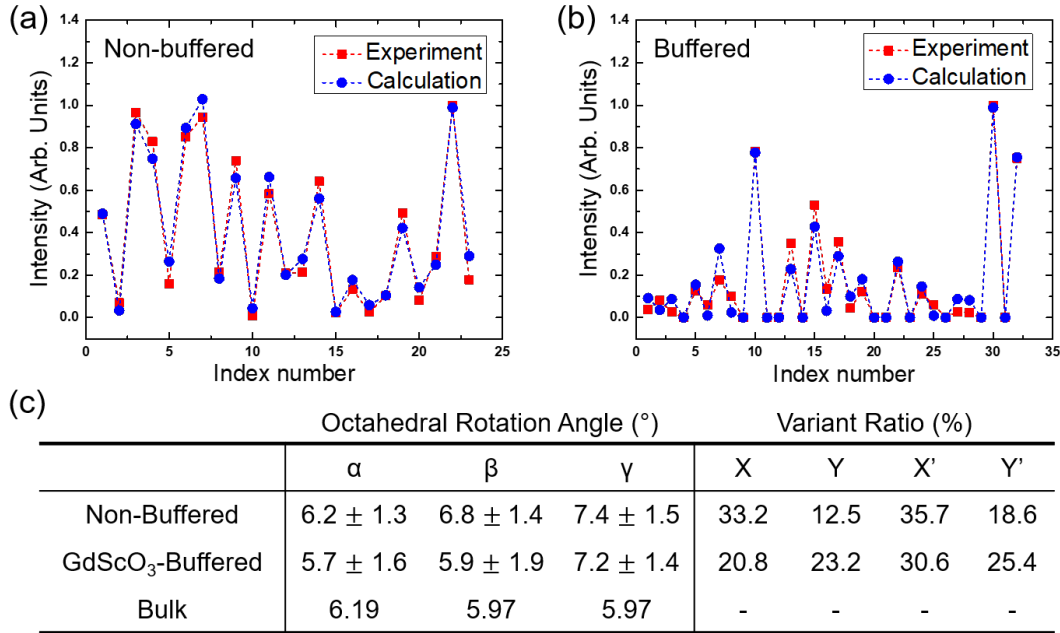 (a)
Non-buffered
Experiment
Calculation
Intensity (Arb. Units)
1.4
1.2
1.0
0.8
0.6
0.4
0.2
0.0
0 5 10 15 20 25
Index number
(b)
Buffered
Experiment
Calculation
Intensity (Arb. Units)
1.4
1.2
1.0
0.8
0.6
0.4
0.2
0.0
0 5 10 15 20 25 30 35
Index number
(c)
Octahedral Rotation Angle (°) Variant Ratio (%)
α β γ X Y X' Y'
Non-Buffered 6.2 ± 1.3 6.8 ± 1.4 7.4 ± 1.5 33.2 12.5 35.7 18.6
GdScO₃-Buffered 5.7 ± 1.6 5.9 ± 1.9 7.2 ± 1.4 20.8 23.2 30.6 25.4
Bulk 6.19 5.97 5.97 - - - -